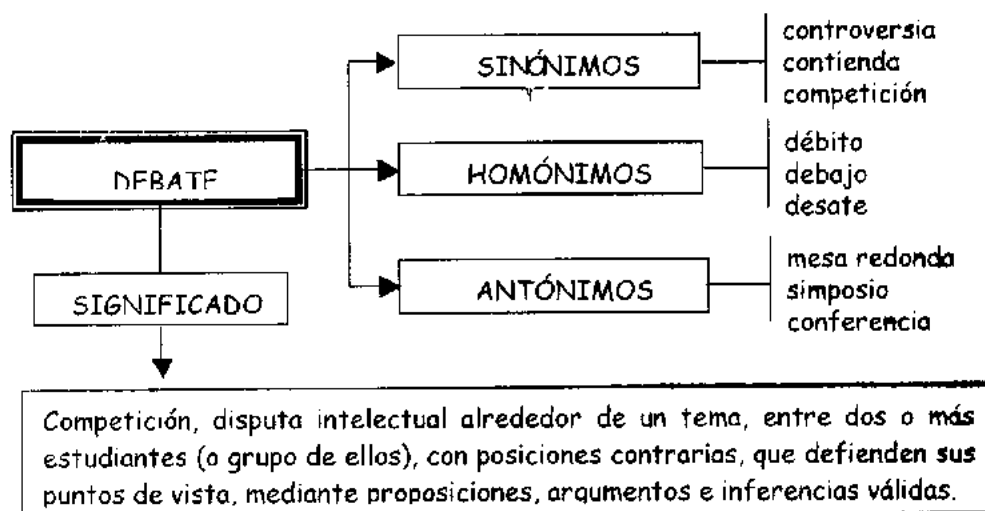 SINÓNIMOS
controversia
contienda
competición
DEBATE
HOMÓNIMOS
débito
debajo
desate
ANTÓNIMOS
mesa redonda
simposio
conferencia
SIGNIFICADO
Competición, disputa intelectual alrededor de un tema, entre dos o más
estudiantes (o grupo de ellos), con posiciones contrarias, que defienden sus
puntos de vista, mediante proposiciones, argumentos e inferencias válidas.